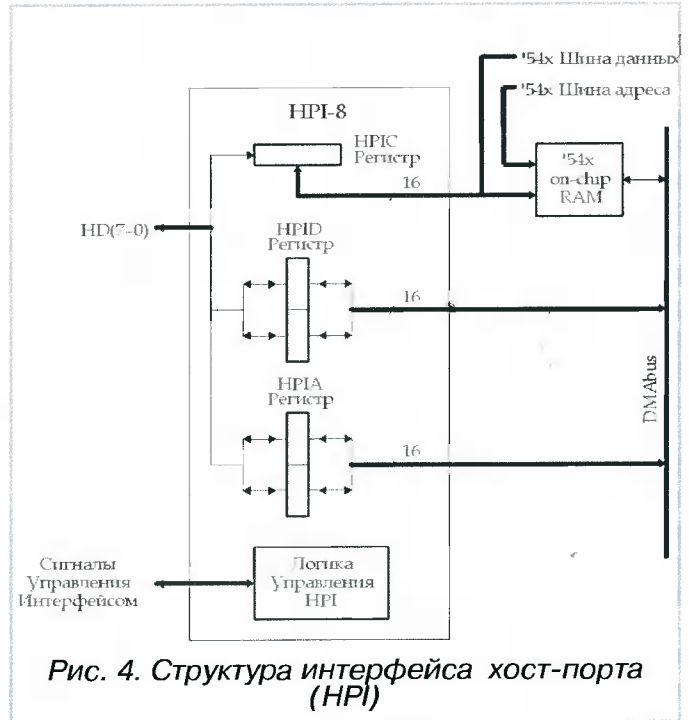 '54x Шина данных
'54x Шина адреса
HPI-8
HPIC
Регистр
'54x
on-chip
RAM
16
HD(7-0)
HPID
Регистр
16
HPIA
Регистр
16
DMAbus
Сигналы
Управления
Интерфейсом
Логика
Управления
HPI
Рис. 4. Структура интерфейса хост-порта
(HPI)